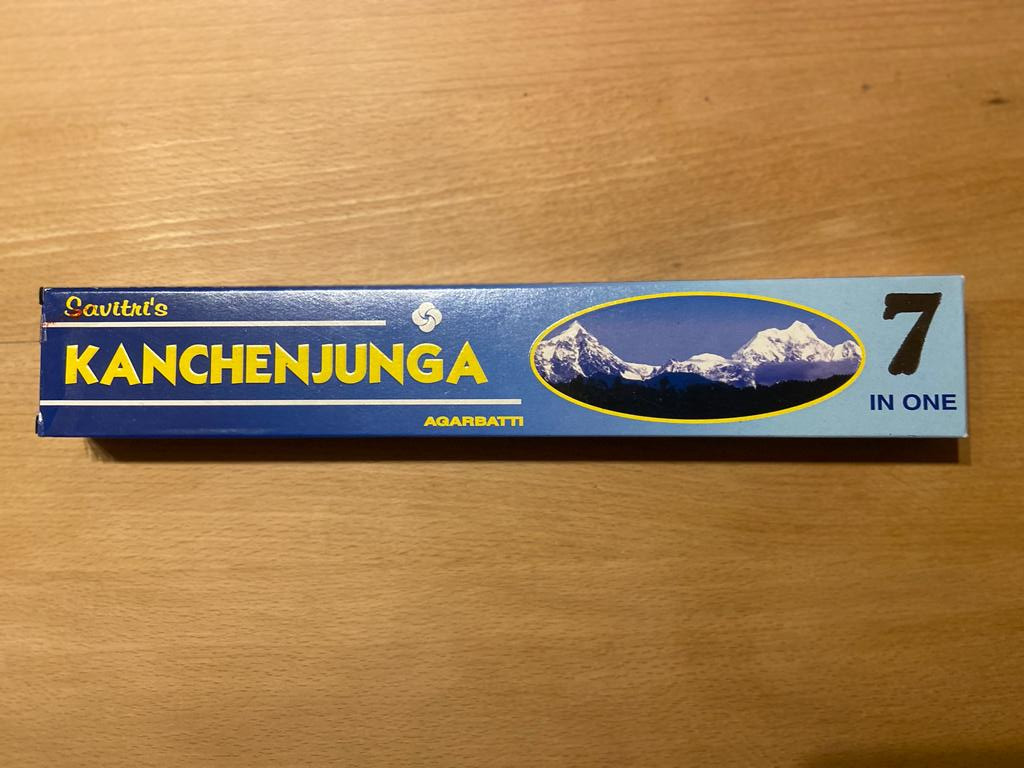 Savitri's
KANCHENJUNGA
AGARBATTI
7
IN ONE